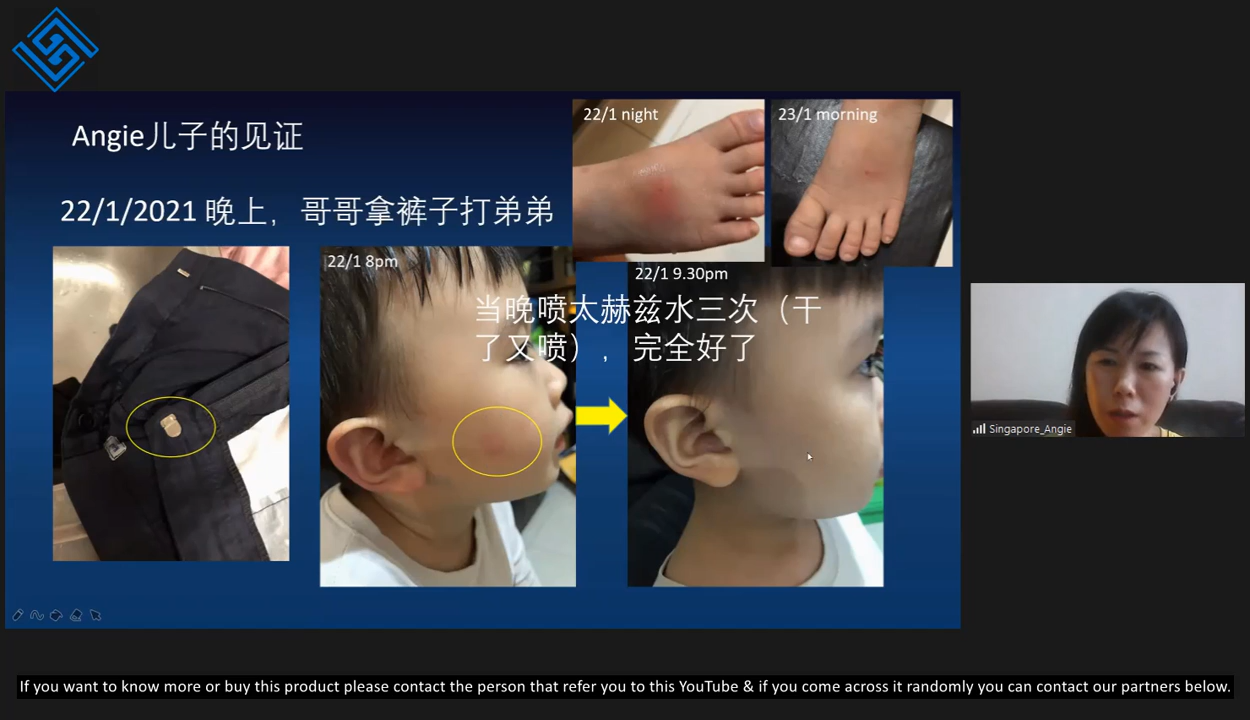 Angie儿子的见证
22/1/2021 晚上，哥哥拿裤子打弟弟
22/1 night
23/1 morning
22/1 8pm
22/1 9.30pm
当晚喷太赫兹水三次（干
了又喷），完全好了
Singapore_Angie
If you want to know more or buy this product please contact the person that refer you to this YouTube & if you come across it randomly you can contact our partners below.